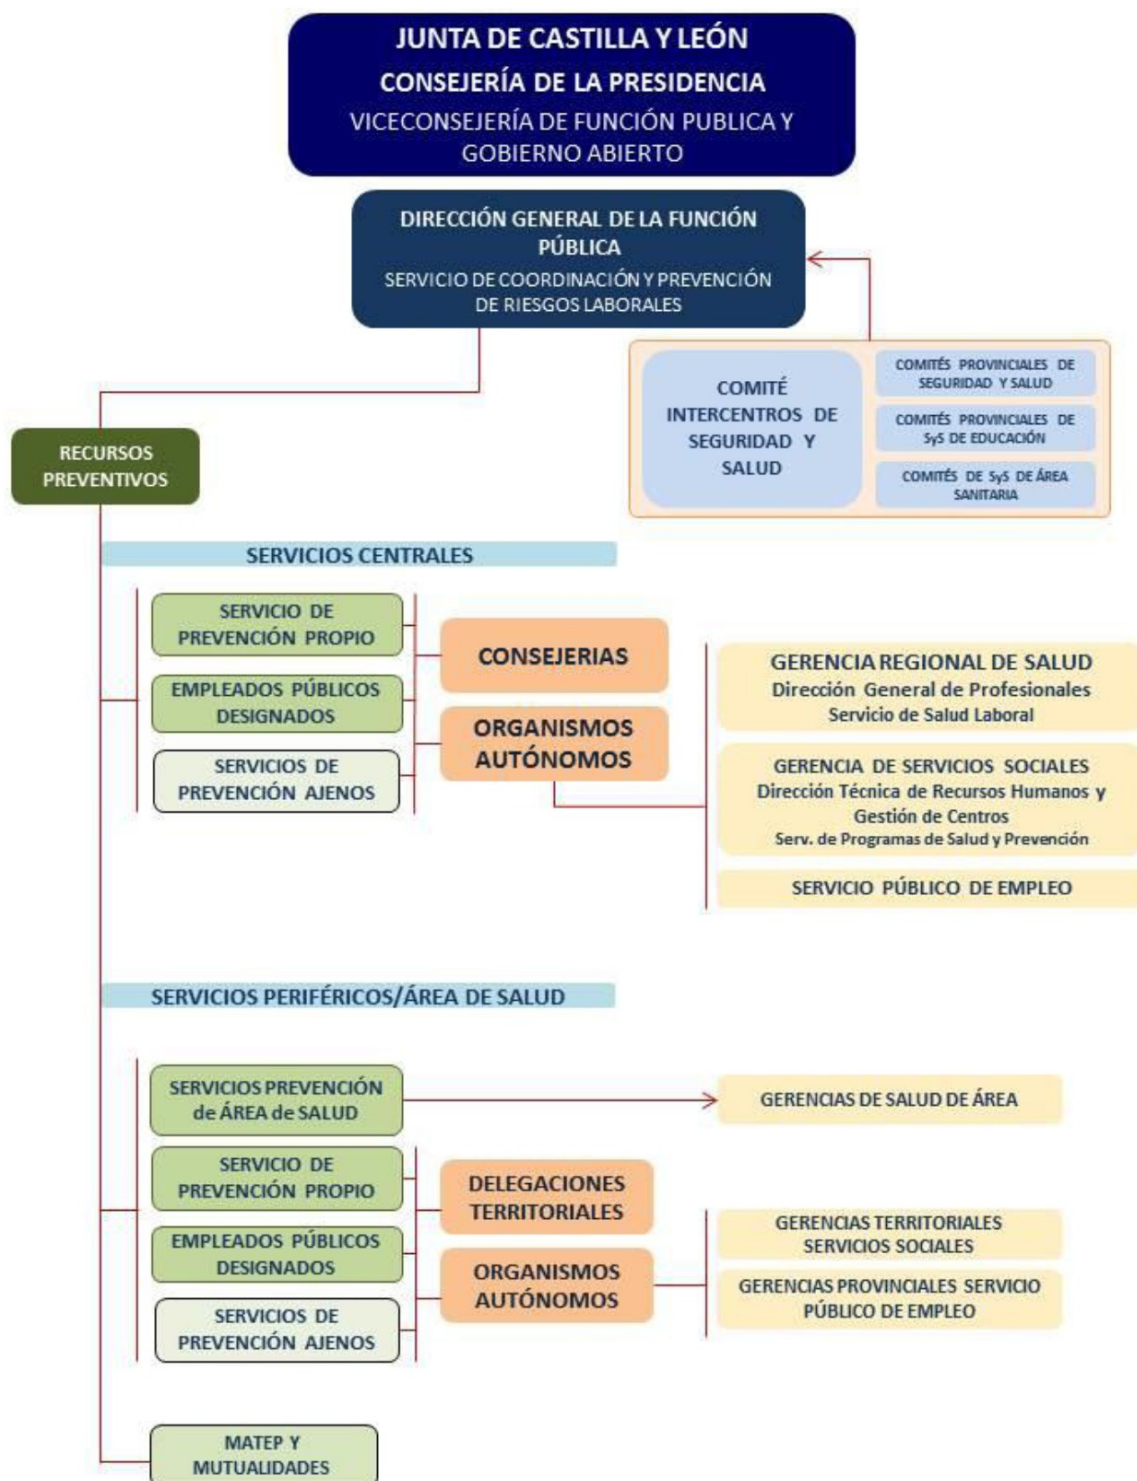 JUNTA DE CASTILLA Y LEÓN
CONSEJERÍA DE LA PRESIDENCIA
VICECONSEJERÍA DE FUNCIÓN PUBLICA Y
GOBIERNO ABIERTO
DIRECCIÓN GENERAL DE LA FUNCIÓN
PÚBLICA
SERVICIO DE COORDINACIÓN Y PREVENCIÓN
DE RIESGOS LABORALES
COMITÉ
INTERCENTROS DE
SEGURIDAD Y
SALUD
COMITÉS PROVINCIALES DE
SEGURIDAD Y SALUD
COMITÉS PROVINCIALES DE
SyS DE EDUCACIÓN
COMITÉS DE SyS DE ÁREA
SANITARIA
RECURSOS
PREVENTIVOS
SERVICIOS CENTRALES
SERVICIO DE
PREVENCIÓN PROPIO
EMPLEADOS PÚBLICOS
DESIGNADOS
SERVICIOS DE
PREVENCIÓN AJENOS
CONSEJERIAS
ORGANISMOS
AUTÓNOMOS
GERENCIA REGIONAL DE SALUD
Dirección General de Profesionales
Servicio de Salud Laboral
GERENCIA DE SERVICIOS SOCIALES
Dirección Técnica de Recursos Humanos y
Gestión de Centros
Serv. de Programas de Salud y Prevención
SERVICIO PÚBLICO DE EMPLEO
SERVICIOS PERIFÉRICOS/ÁREA DE SALUD
SERVICIOS PREVENCIÓN
de ÁREA de SALUD
GERENCIAS DE SALUD DE ÁREA
SERVICIO DE
PREVENCIÓN PROPIO
EMPLEADOS PÚBLICOS
DESIGNADOS
SERVICIOS DE
PREVENCIÓN AJENOS
DELEGACIONES
TERRITORIALES
ORGANISMOS
AUTÓNOMOS
GERENCIAS TERRITORIALES
SERVICIOS SOCIALES
GERENCIAS PROVINCIALES SERVICIO
PÚBLICO DE EMPLEO
MATEP Y
MUTUALIDADES